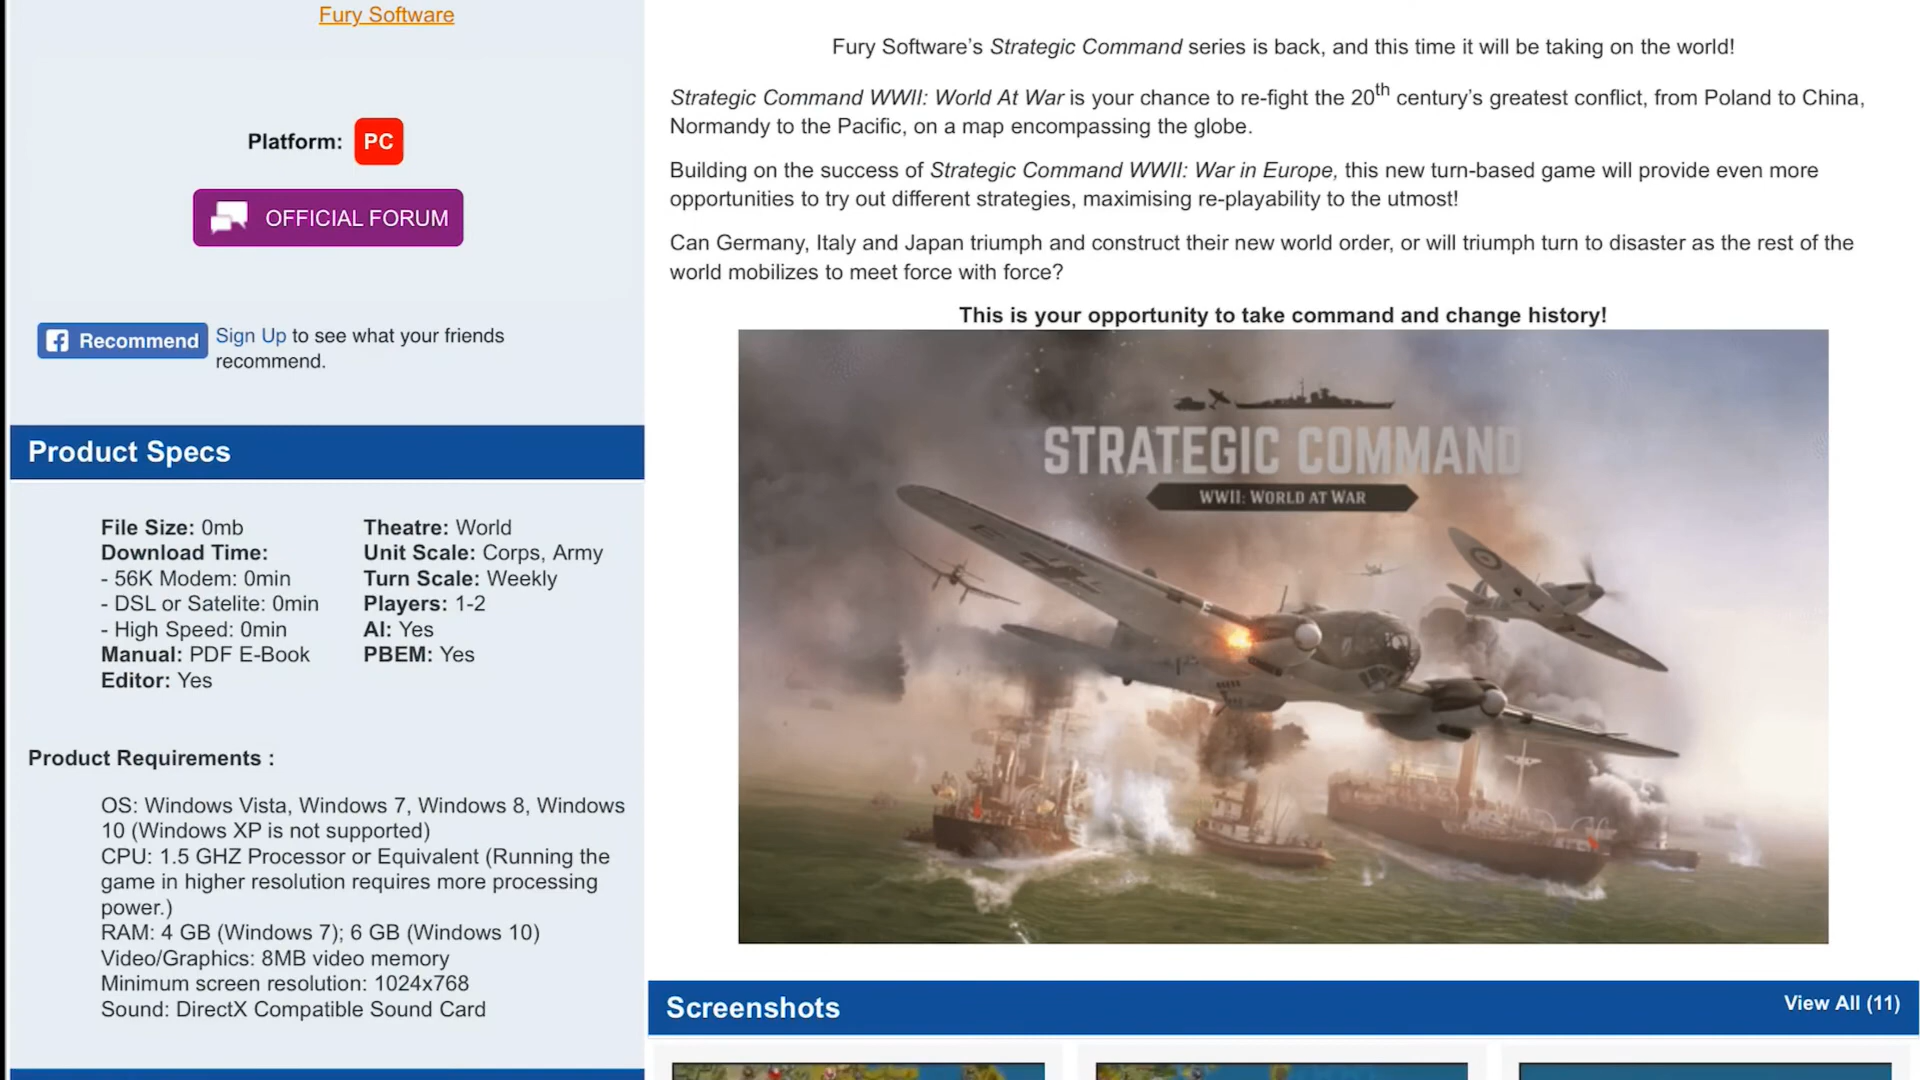 Fury Software
Platform: PC
OFFICIAL FORUM
Recommend
Sign Up to see what your friends
recommend.
Product Specs
File Size: 0mb
Download Time:
- 56K Modem: 0min
- DSL or Satelite: 0min
- High Speed: 0min
Manual: PDF E-Book
Editor: Yes
Theatre: World
Unit Scale: Corps, Army
Turn Scale: Weekly
Players: 1-2
AI: Yes
PBEM: Yes
Product Requirements :
OS: Windows Vista, Windows 7, Windows 8, Windows
10 (Windows XP is not supported)
CPU: 1.5 GHZ Processor or Equivalent (Running the
game in higher resolution requires more processing
power.)
RAM: 4 GB (Windows 7); 6 GB (Windows 10)
Video/Graphics: 8MB video memory
Minimum screen resolution: 1024x768
Sound: DirectX Compatible Sound Card
Fury Software’s Strategic Command series is back, and this time it will be taking on the world!
Strategic Command WWII: World At War is your chance to re-fight the 20th century’s greatest conflict, from Poland to China,
Normandy to the Pacific, on a map encompassing the globe.
Building on the success of Strategic Command WWII: War in Europe, this new turn-based game will provide even more
opportunities to try out different strategies, maximising re-playability to the utmost!
Can Germany, Italy and Japan triumph and construct their new world order, or will triumph turn to disaster as the rest of the
world mobilizes to meet force with force?
This is your opportunity to take command and change history!
STRATEGIC COMMAND
WWII: WORLD AT WAR
Screenshots
View All (11)